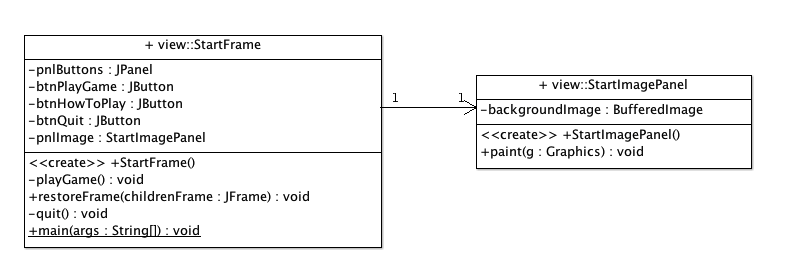 + view::StartFrame
-pnlButtons : JPanel
-btnPlayGame : JButton
-btnHowToPlay : JButton
-btnQuit : JButton
-pnlImage : StartImagePanel
<<create>> +StartFrame()
-playGame() : void
+restoreFrame(childrenFrame : JFrame) : void
-quit() : void
+main(args : String[]) : void
1
1
+ view::StartImagePanel
-backgroundImage : BufferedImage
<<create>> +StartImagePanel()
+paint(g : Graphics) : void